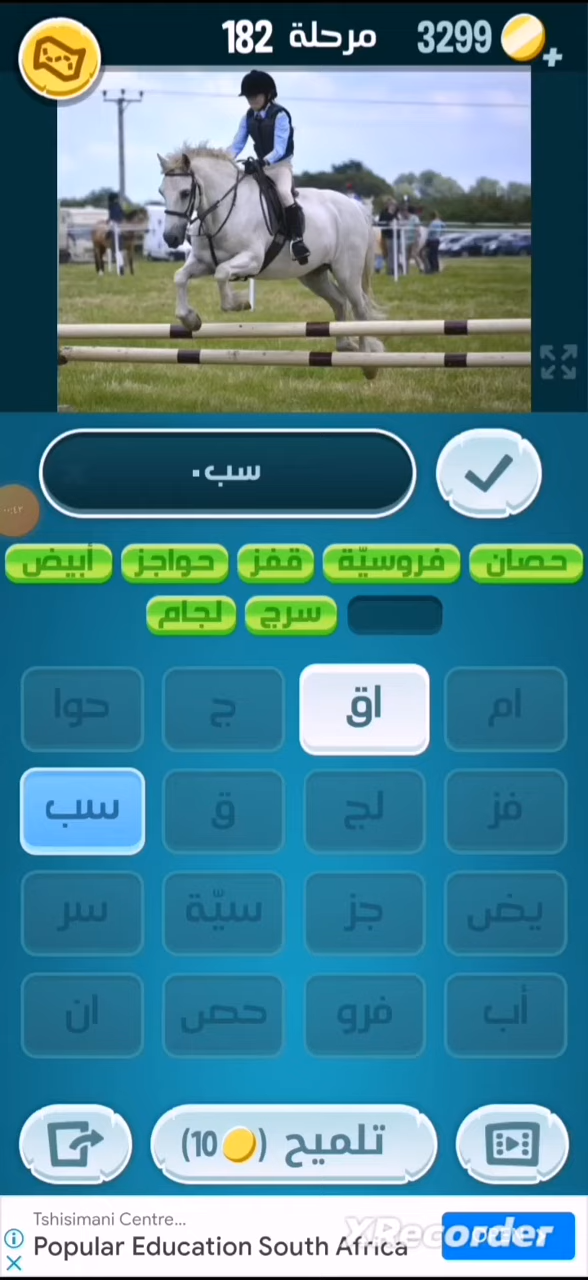 3299 مرحلة 182
سب.
حصان فروسيّة قفز حواجز أبيض
سرج لجام
ام اق ج حوا
فز لج ق سب
يض جز سيّة سر
أب فرو حص ان
تلميح (10)
Tshisimani Centre...
Popular Education South Africa
XRecorder